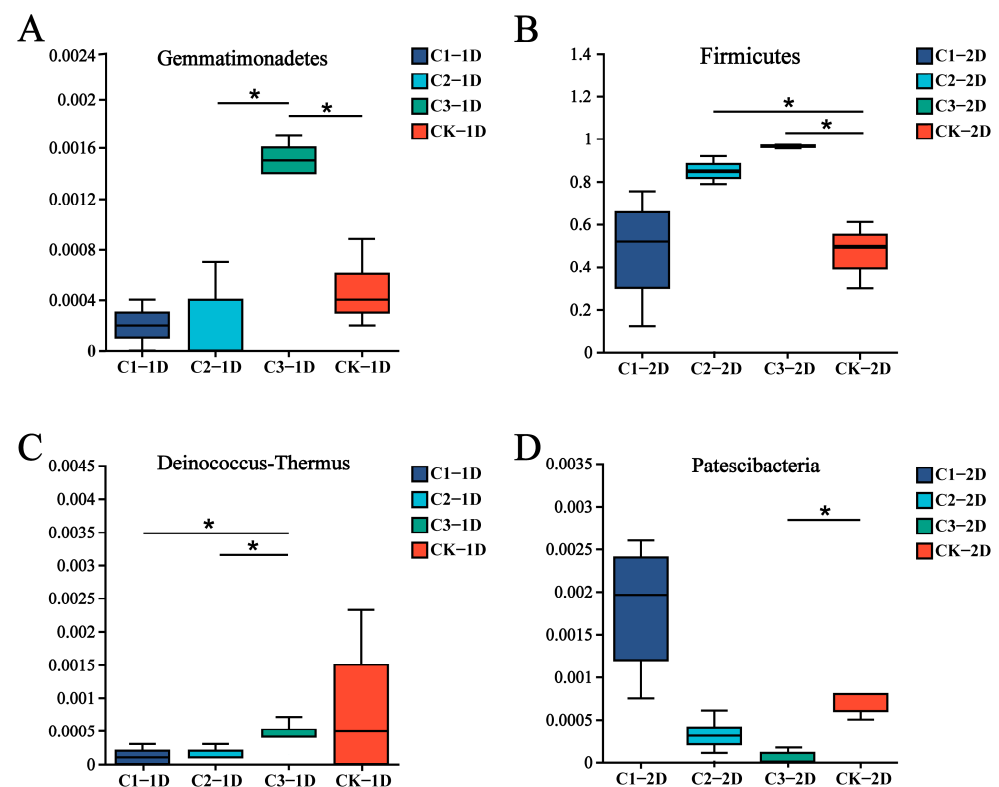 A
Gemmatimonadetes
0.0024
0.002
0.0016
0.0012
0.0008
0.0004
0
* *
C1−1D C2−1D C3−1D CK−1D
C1−1D
C2−1D
C3−1D
CK−1D
B
Firmicutes
1.4
1.2
1
0.8
0.6
0.4
0.2
0
*
*
C1−2D C2−2D C3−2D CK−2D
C1−2D
C2−2D
C3−2D
CK−2D
C
Deinococcus-Thermus
0.0045
0.004
0.0035
0.003
0.0025
0.002
0.0015
0.001
0.0005
0
*
*
C1−1D C2−1D C3−1D CK−1D
C1−1D
C2−1D
C3−1D
CK−1D
D
Patescibacteria
0.0035
0.003
0.0025
0.002
0.0015
0.001
0.0005
0
*
C1−2D C2−2D C3−2D CK−2D
C1−2D
C2−2D
C3−2D
CK−2D